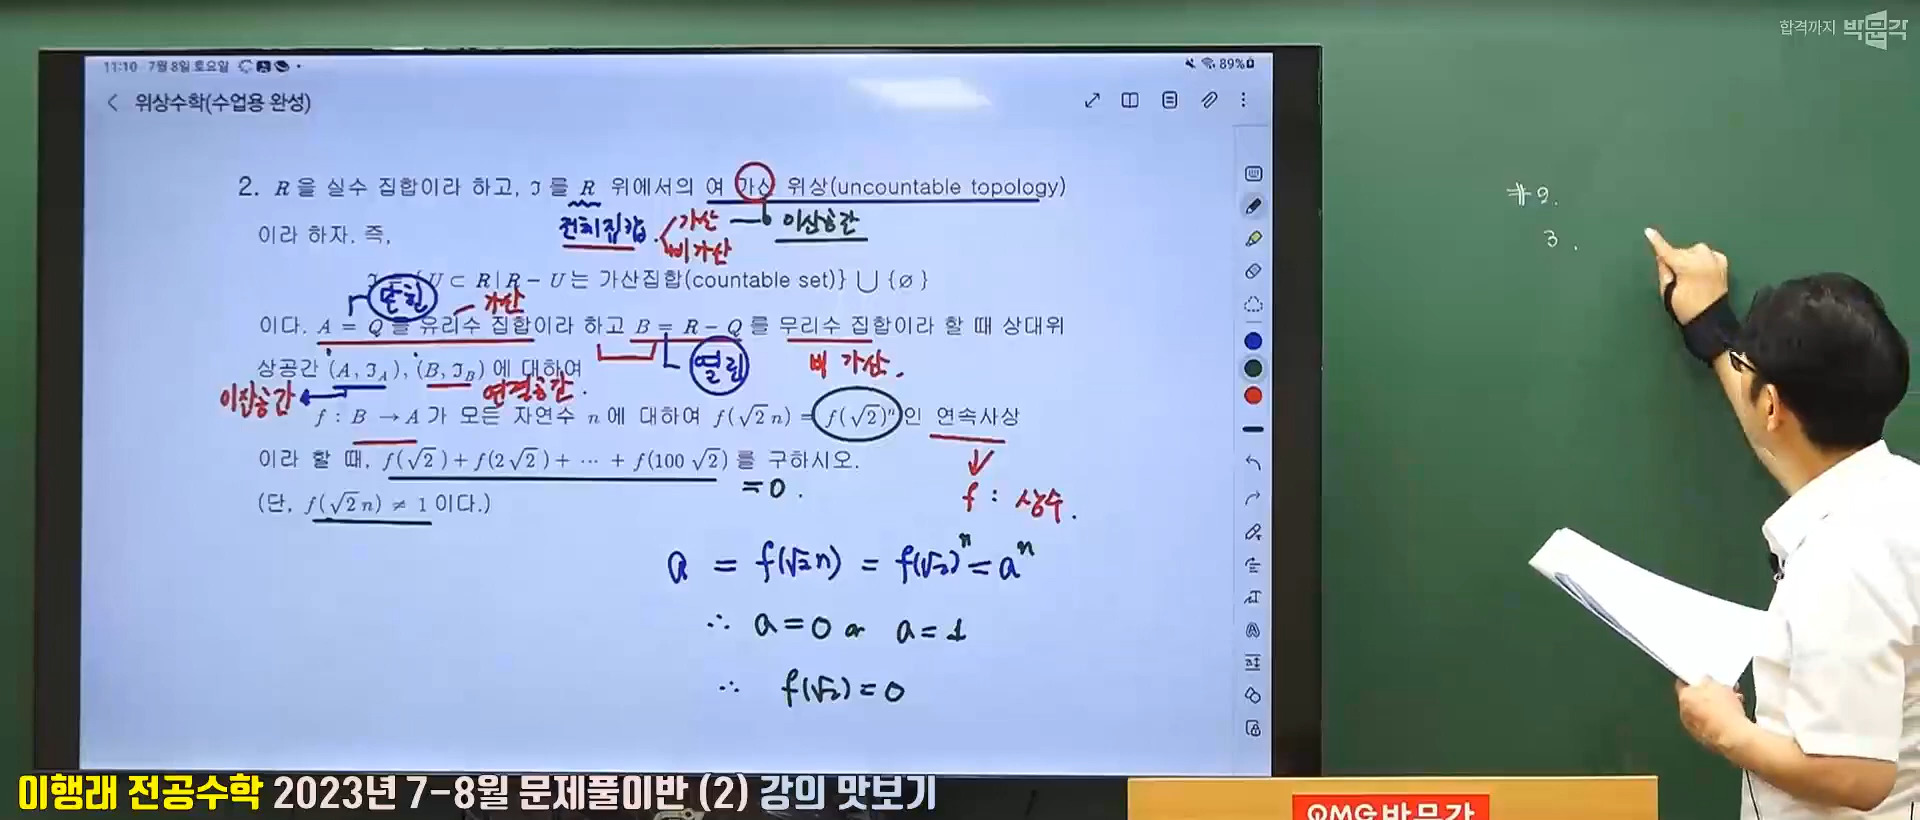 합격까지 박문각
11:10 7월 8일 토요일
89%
위상수학(수업용 완성)
2. R을 실수 집합이라 하고, ℑ를 R 위에서의 여 가산 위상(uncountable topology)
전체집합 가산 이산공간
비가산
이라 하자. 즉,
U ⊂ R | R − U는 가산집합(countable set)} ∪ {∅}
닫힌 가산
이다. A = Q를 유리수 집합이라 하고 B = R − Q를 무리수 집합이라 할 때 상대위
상공간 (A, ℑ_A), (B, ℑ_B)에 대하여
열린 비 가산.
이산공간 연결공간.
f : B → A가 모든 자연수 n에 대하여 f(√2 n) = f(√2)ⁿ인 연속사상
이라 할 때, f(√2) + f(2√2) + ⋯ + f(100√2)를 구하시오.
= 0.
f : 상수.
(단, f(√2 n) ≠ 1이다.)
a = f(√2 n) = f(√2)ⁿ = aⁿ
∴ a = 0 or a = 1
∴ f(√2) = 0
#9.
3.
이행래 전공수학 2023년 7-8월 문제풀이반 (2) 강의 맛보기
PMG박문각